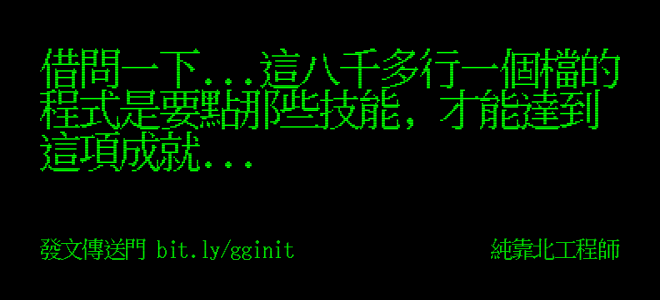 借問一下...這八千多行一個檔的
程式是要點那些技能, 才能達到
這項成就...
發文傳送門 bit.ly/gginit 純靠北工程師